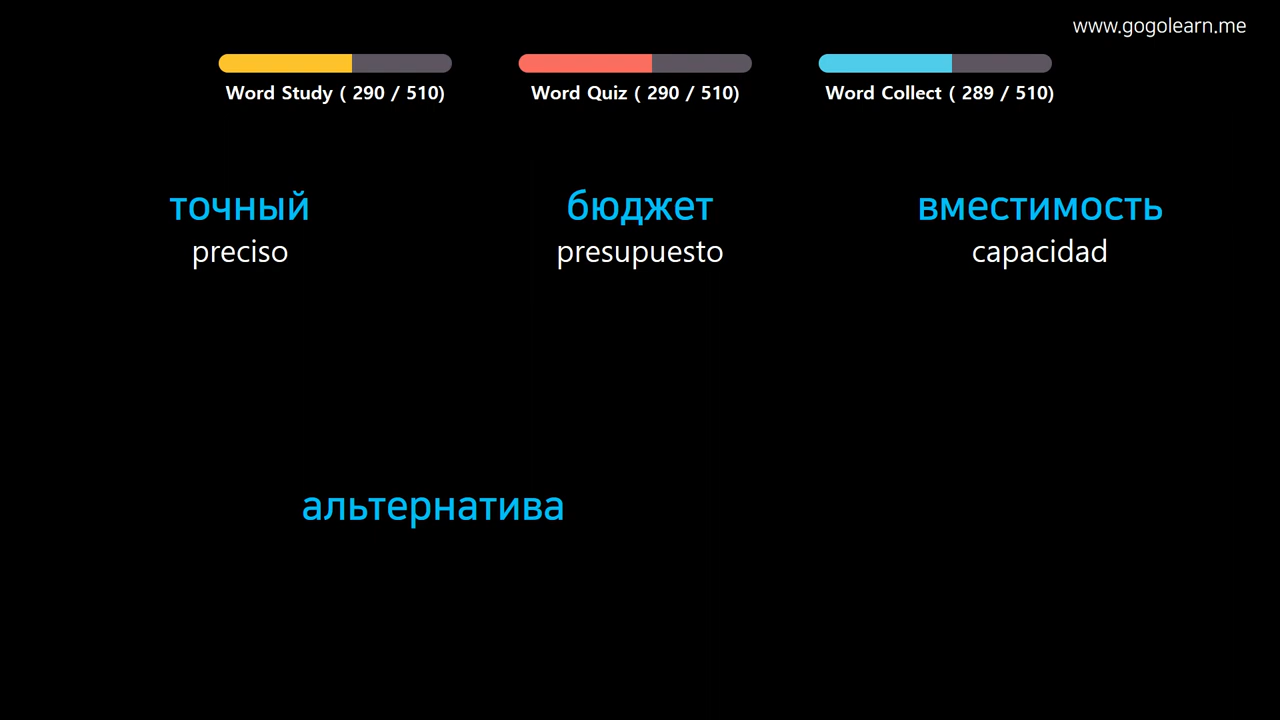 www.gogolearn.me
Word Study ( 290 / 510)
Word Quiz ( 290 / 510)
Word Collect ( 289 / 510)
точный
preciso
бюджет
presupuesto
вместимость
capacidad
альтернатива